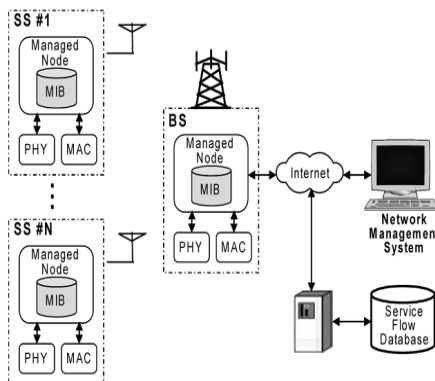 SS #1
Managed
Node
MIB
PHY
MAC
SS #N
Managed
Node
MIB
PHY
MAC
BS
Managed
Node
MIB
PHY
MAC
Internet
Network
Management
System
Service
Flow
Database